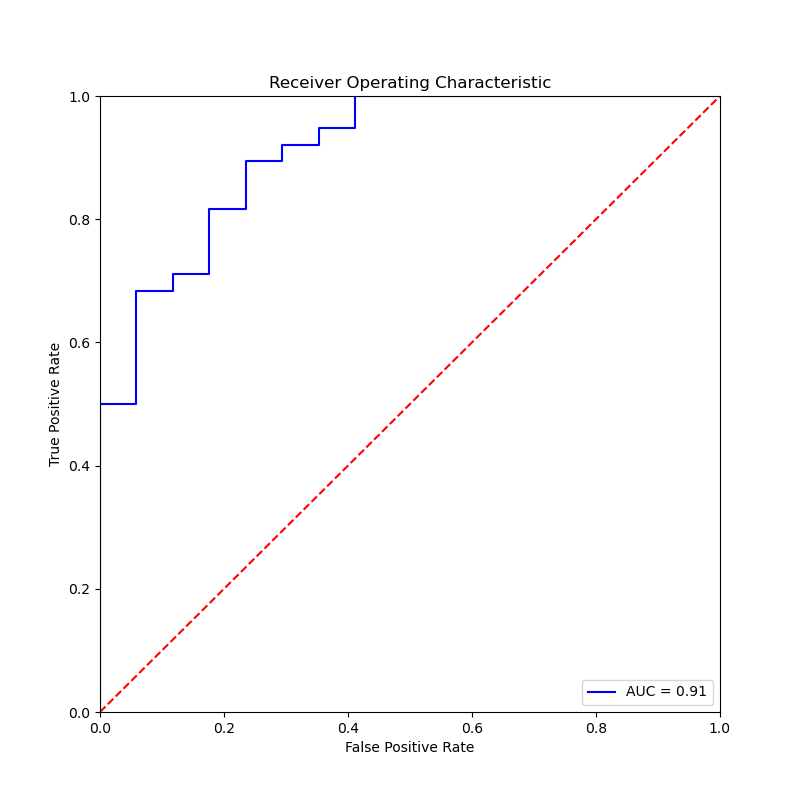 Receiver Operating Characteristic
True Positive Rate
1.0
0.8
0.6
0.4
0.2
0.0
0.0 0.2 0.4 0.6 0.8 1.0
False Positive Rate
AUC = 0.91